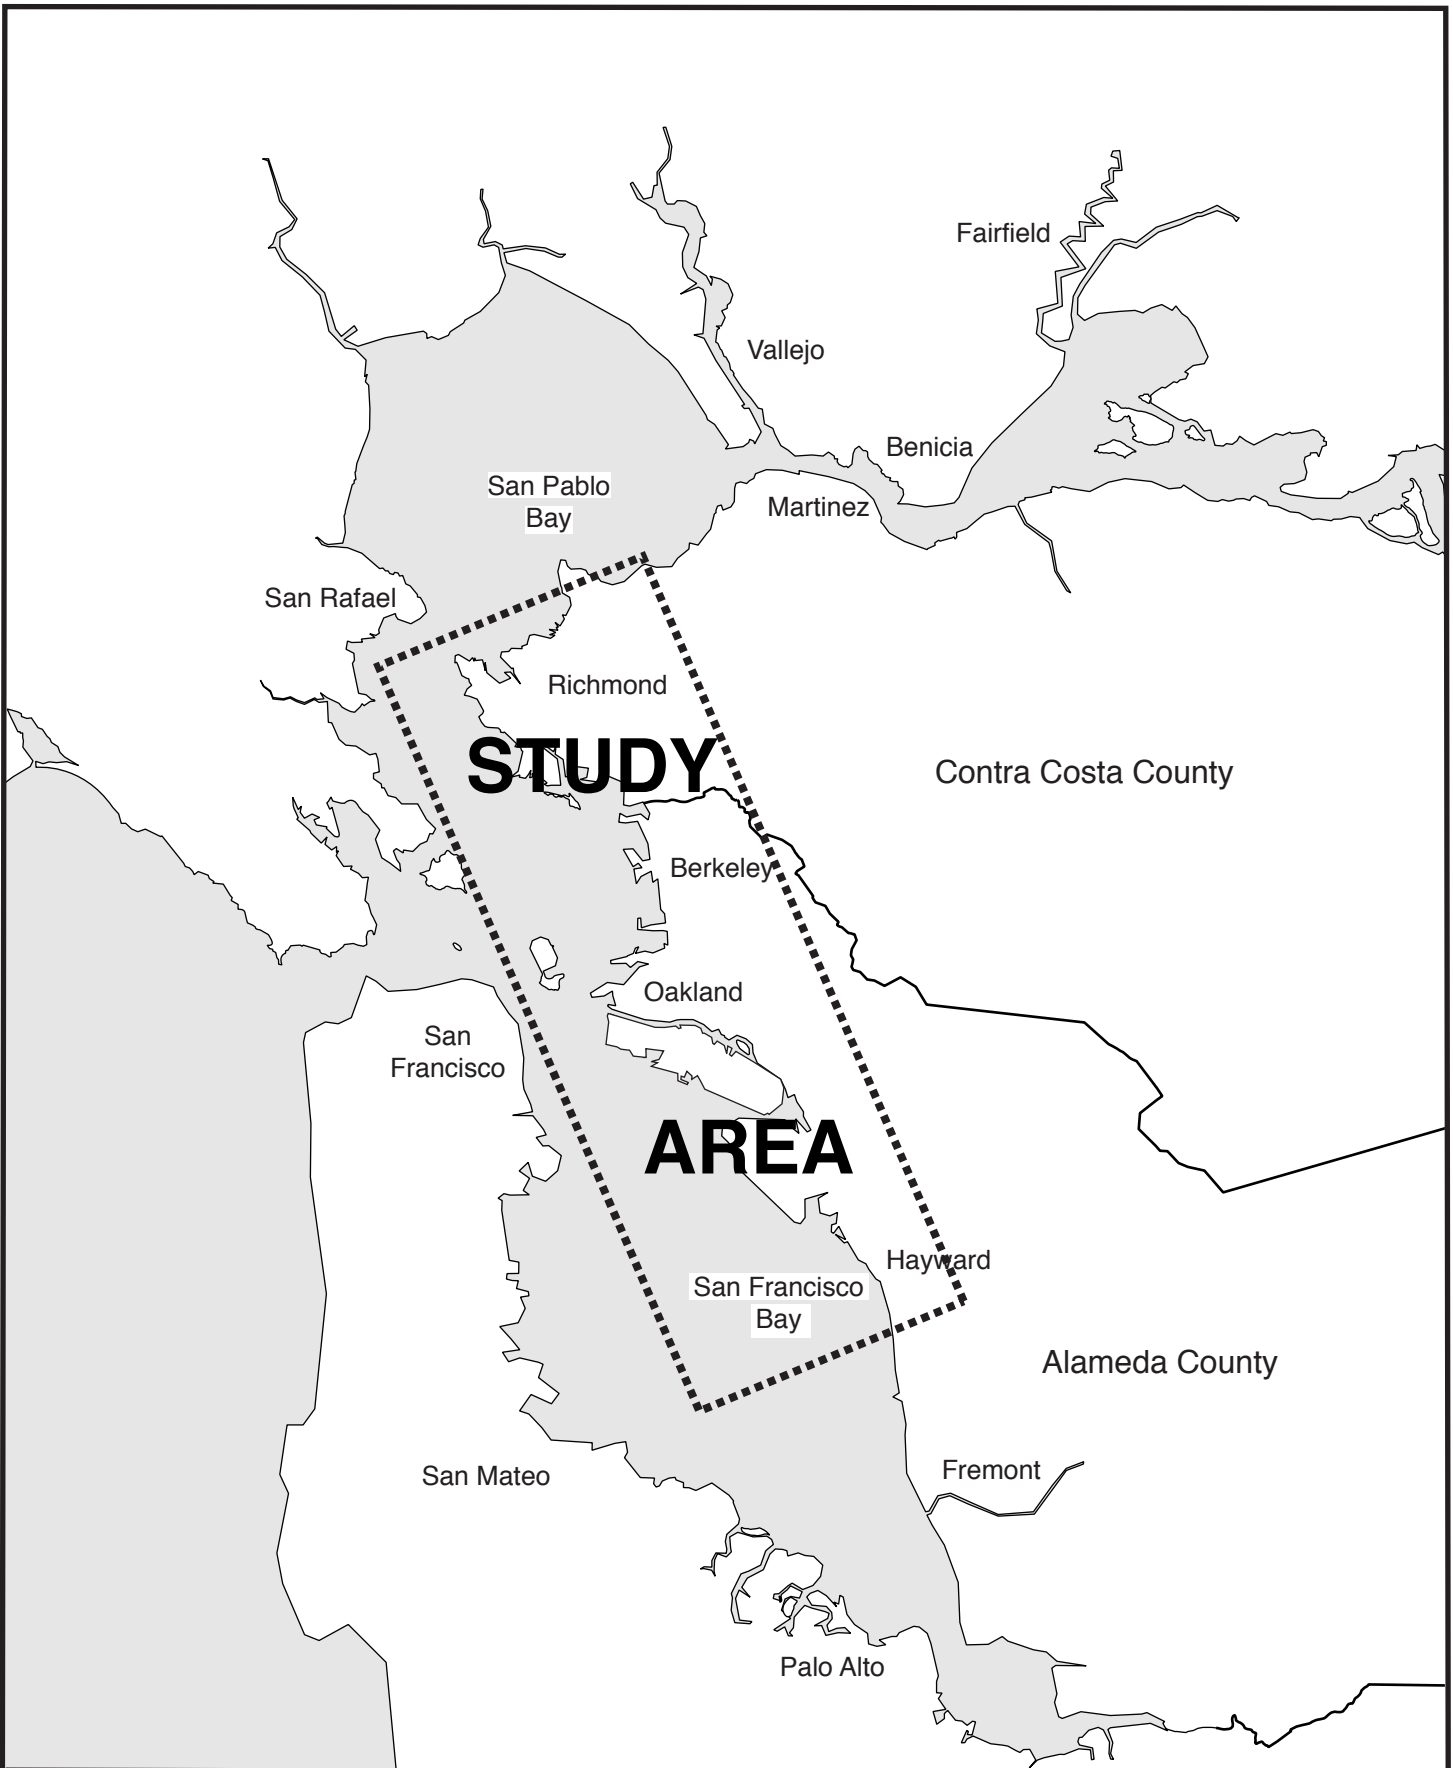 Fairfield
Vallejo
Benicia
San Pablo
Bay
Martinez
San Rafael
Richmond
STUDY
Contra Costa County
Berkeley
Oakland
San
Francisco
AREA
Hayward
San Francisco
Bay
Alameda County
Fremont
San Mateo
Palo Alto